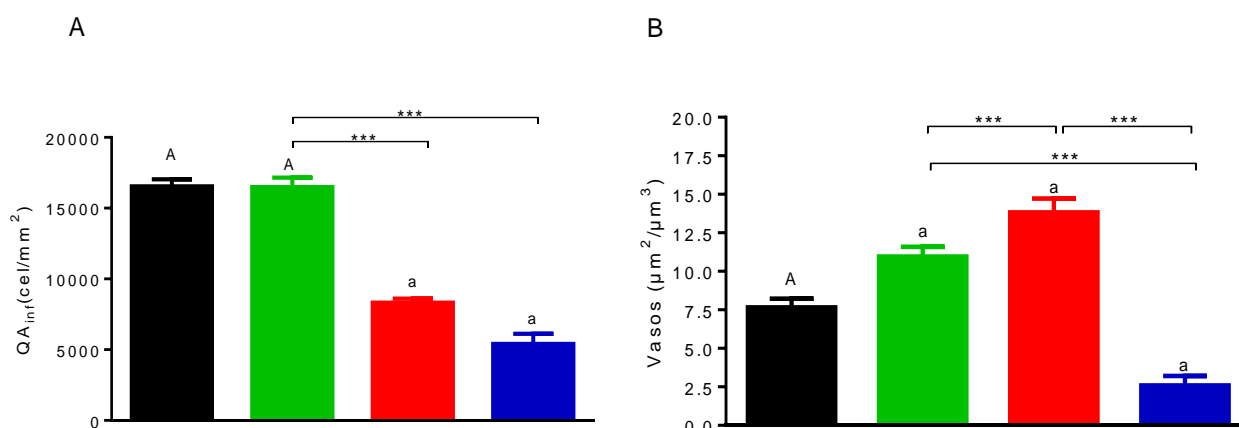 A
***
***
20000
15000
10000
5000
0
QA_inf(cel/mm²)
A
A
a
a
B
***
***
***
20.0
17.5
15.0
12.5
10.0
7.5
5.0
2.5
0.0
Vasos (µm²/µm³)
A
a
a
a